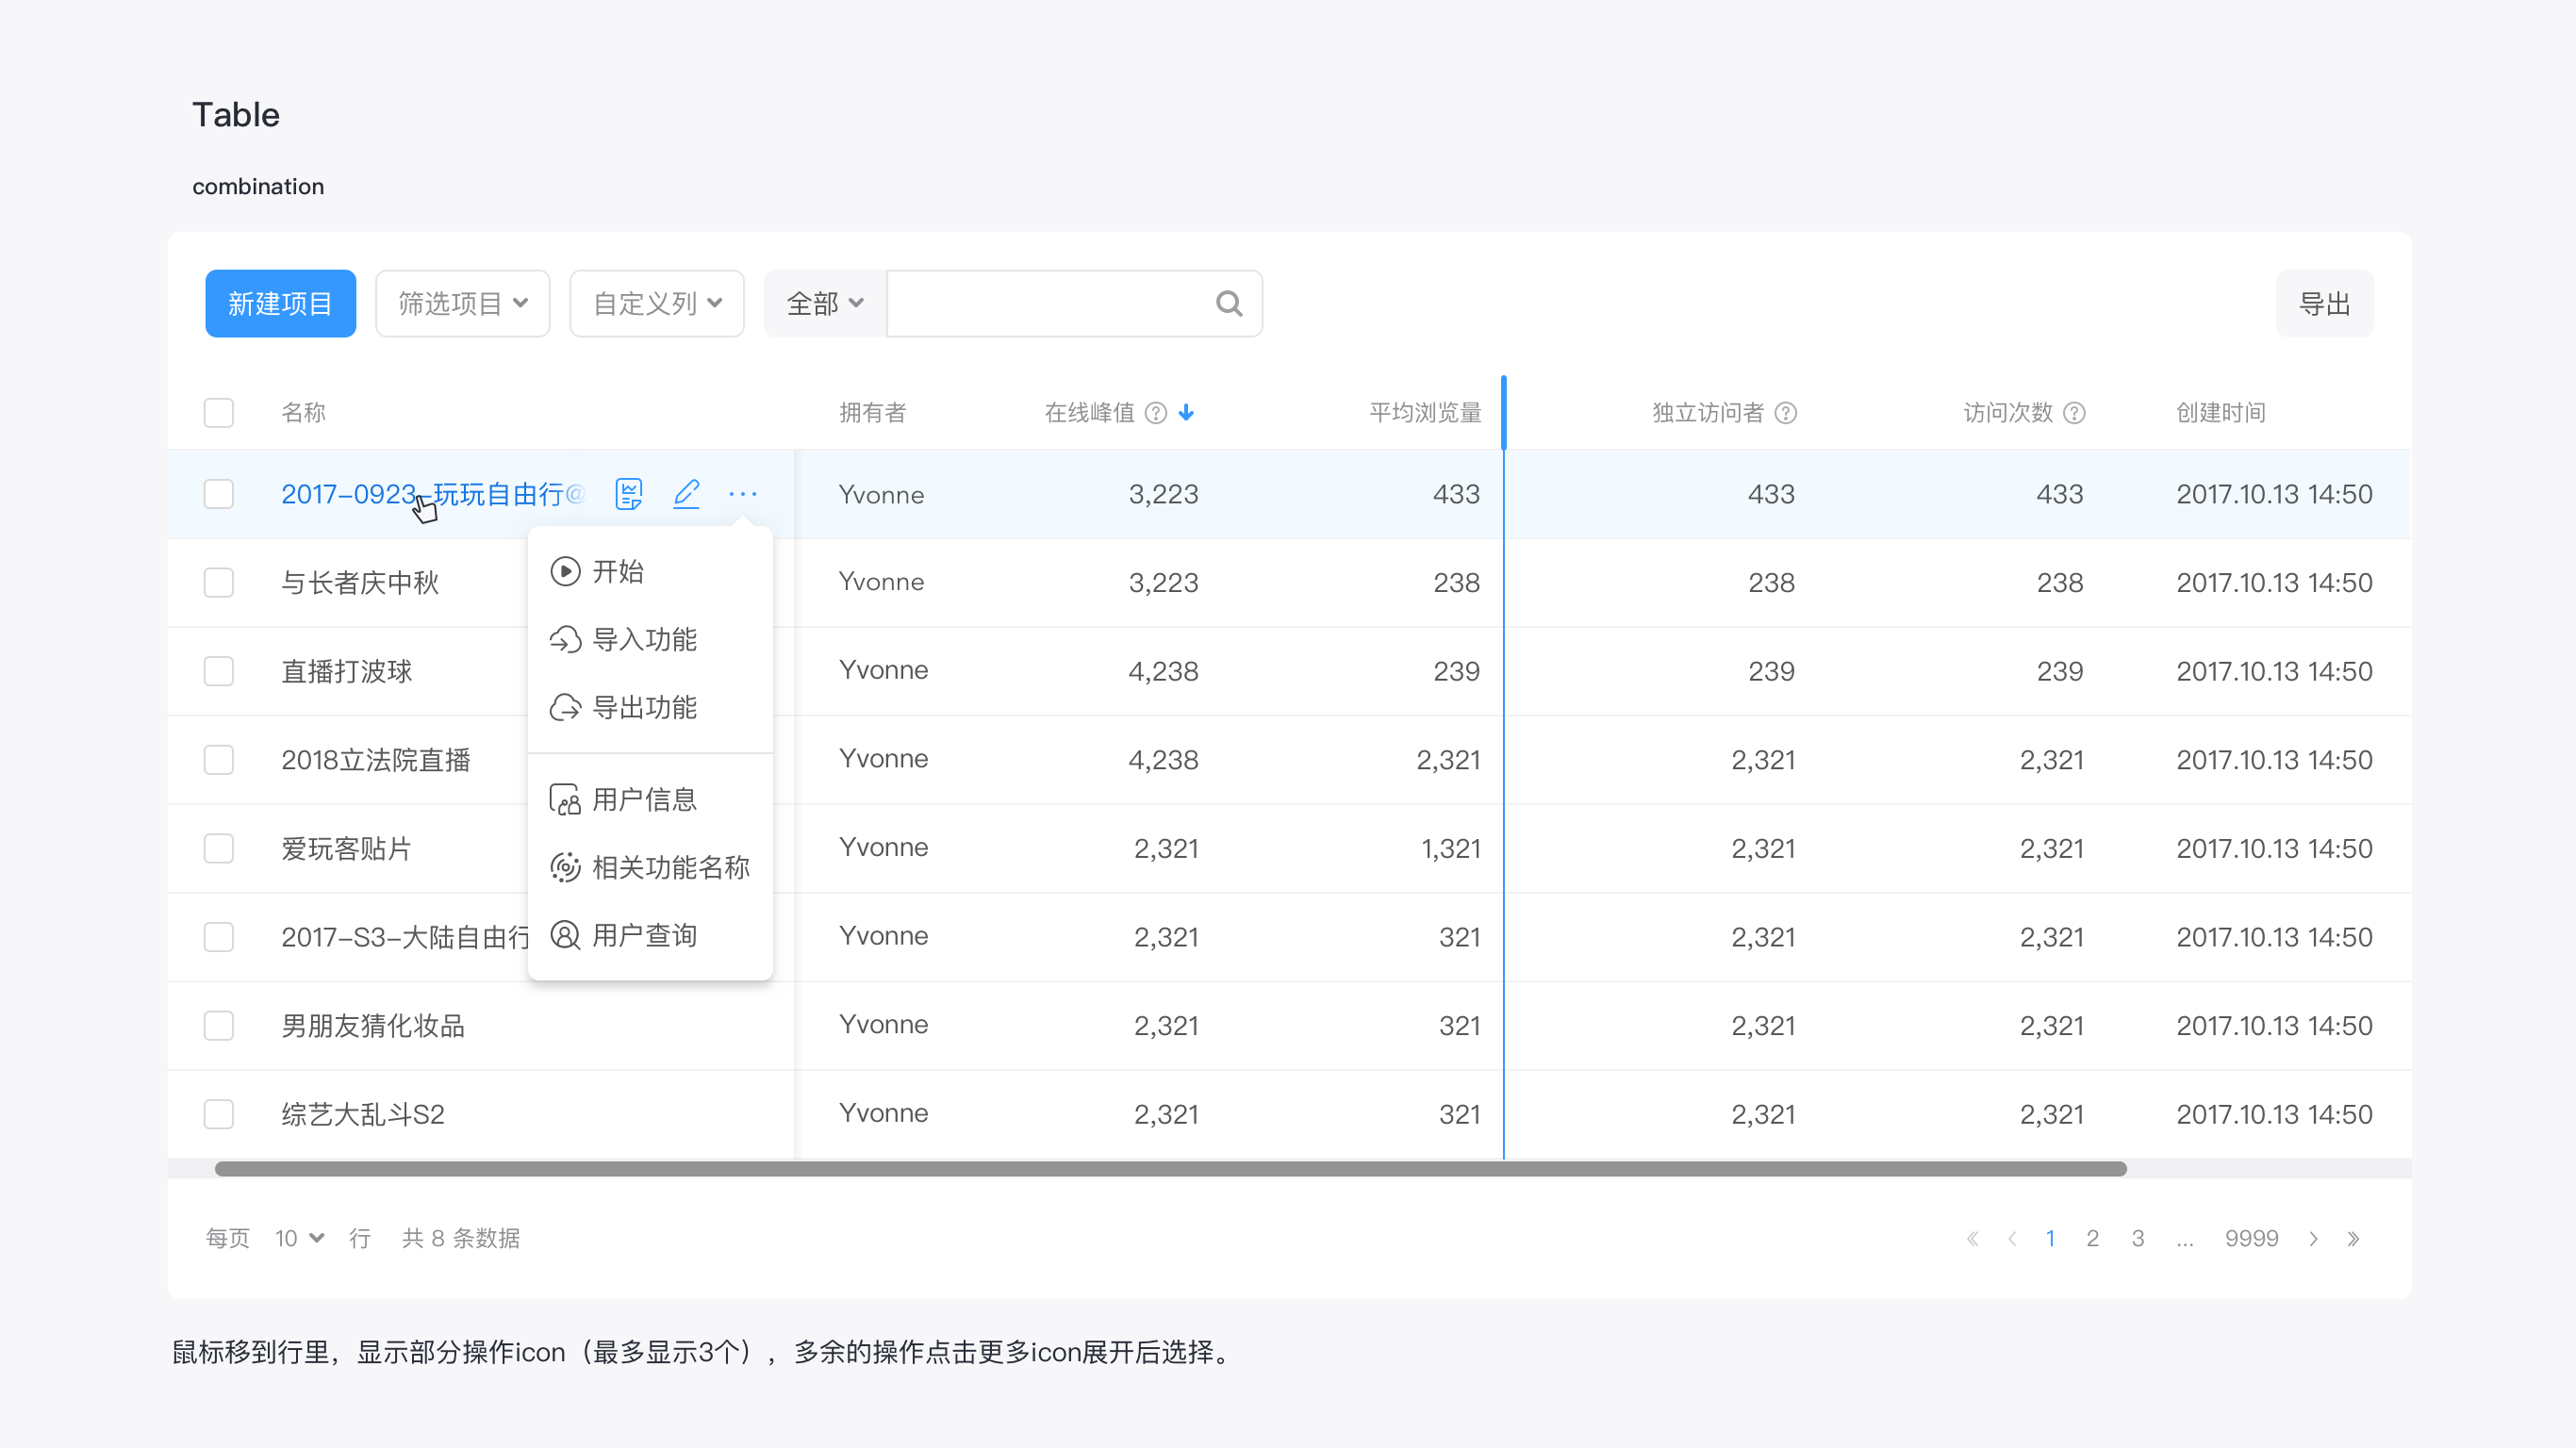 Table
combination
新建项目 筛选项目 自定义列 全部 导出
名称 拥有者 在线峰值 平均浏览量 独立访问者 访问次数 创建时间
2017-0923-玩玩自由行@ Yvonne 3,223 433 433 433 2017.10.13 14:50
与长者庆中秋 Yvonne 3,223 238 238 238 2017.10.13 14:50
直播打波球 Yvonne 4,238 239 239 239 2017.10.13 14:50
2018立法院直播 Yvonne 4,238 2,321 2,321 2,321 2017.10.13 14:50
爱玩客贴片 Yvonne 2,321 1,321 2,321 2,321 2017.10.13 14:50
2017-S3-大陆自由行 Yvonne 2,321 321 2,321 2,321 2017.10.13 14:50
男朋友猜化妆品 Yvonne 2,321 321 2,321 2,321 2017.10.13 14:50
综艺大乱斗S2 Yvonne 2,321 321 2,321 2,321 2017.10.13 14:50
开始
导入功能
导出功能
用户信息
相关功能名称
用户查询
每页 10 行 共 8 条数据 « ‹ 1 2 3 ... 9999 › »
鼠标移到行里，显示部分操作icon（最多显示3个），多余的操作点击更多icon展开后选择。